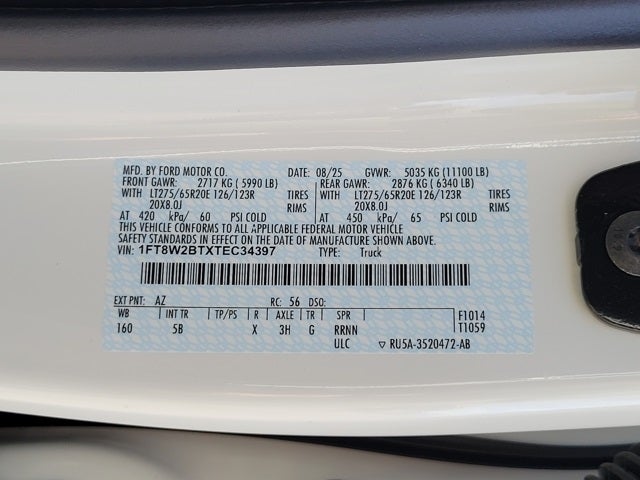 MFD. BY FORD MOTOR CO. DATE: 08/25 GVWR: 5035 KG (11100 LB)
FRONT GAWR: 2717 KG ( 5990 LB) REAR GAWR: 2876 KG ( 6340 LB)
WITH LT275/65R20E 126/123R TIRES WITH LT275/65R20E 126/123R TIRES
20X8.0J RIMS 20X8.0J RIMS
AT 420 kPa/ 60 PSI COLD AT 450 kPa/ 65 PSI COLD
THIS VEHICLE CONFORMS TO ALL APPLICABLE FEDERAL MOTOR VEHICLE
SAFETY STANDARDS IN EFFECT ON THE DATE OF MANUFACTURE SHOWN ABOVE.
VIN: 1FT8W2BTXTEC34397 TYPE: Truck
EXT PNT: AZ RC: 56 DSO:
WB INT TR TP/PS R AXLE TR SPR F1014
160 5B X 3H G RRNN T1059
ULC ▽ RU5A-3520472-AB